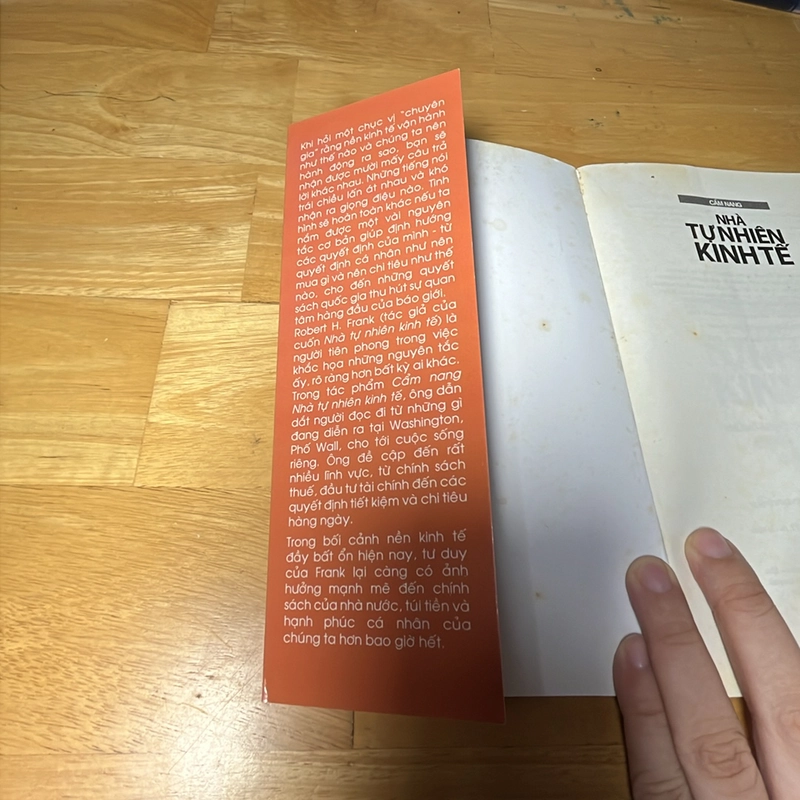 Khi hỏi một chục vị "chuyên
gia" rằng nền kinh tế vận hành
như thế nào và chúng ta nên
hành động ra sao, bạn sẽ
nhận được mười mấy câu trả
lời khác nhau. Những tiếng nói
trái chiều lấn át nhau và khó
nhận ra giọng điệu nào. Tình
hình sẽ hoàn toàn khác nếu ta
nắm được một vài nguyên
tắc cơ bản giúp định hướng
các quyết định của mình - từ
quyết định cá nhân như nên
mua gì và nên chi tiêu như thế
nào, cho đến những quyết
sách quốc gia thu hút sự quan
tâm hàng đầu của báo giới.
Robert H. Frank (tác giả của
cuốn Nhà tự nhiên kinh tế) là
người tiên phong trong việc
khắc họa những nguyên tắc
ấy, rõ ràng hơn bất kỳ ai khác.
Trong tác phẩm Cẩm nang
Nhà tự nhiên kinh tế, ông dẫn
dắt người đọc đi từ những gì
đang diễn ra tại Washington,
Phố Wall, cho tới cuộc sống
riêng. Ông đề cập đến rất
nhiều lĩnh vực, từ chính sách
thuế, đầu tư tài chính đến các
quyết định tiết kiệm và chi tiêu
hàng ngày.
Trong bối cảnh nền kinh tế
đầy bất ổn hiện nay, tư duy
của Frank lại càng có ảnh
hưởng mạnh mẽ đến chính
sách của nhà nước, túi tiền và
hạnh phúc cá nhân của
chúng ta hơn bao giờ hết.
CẨM NANG
NHÀ
TỰ NHIÊN
KINH TẾ